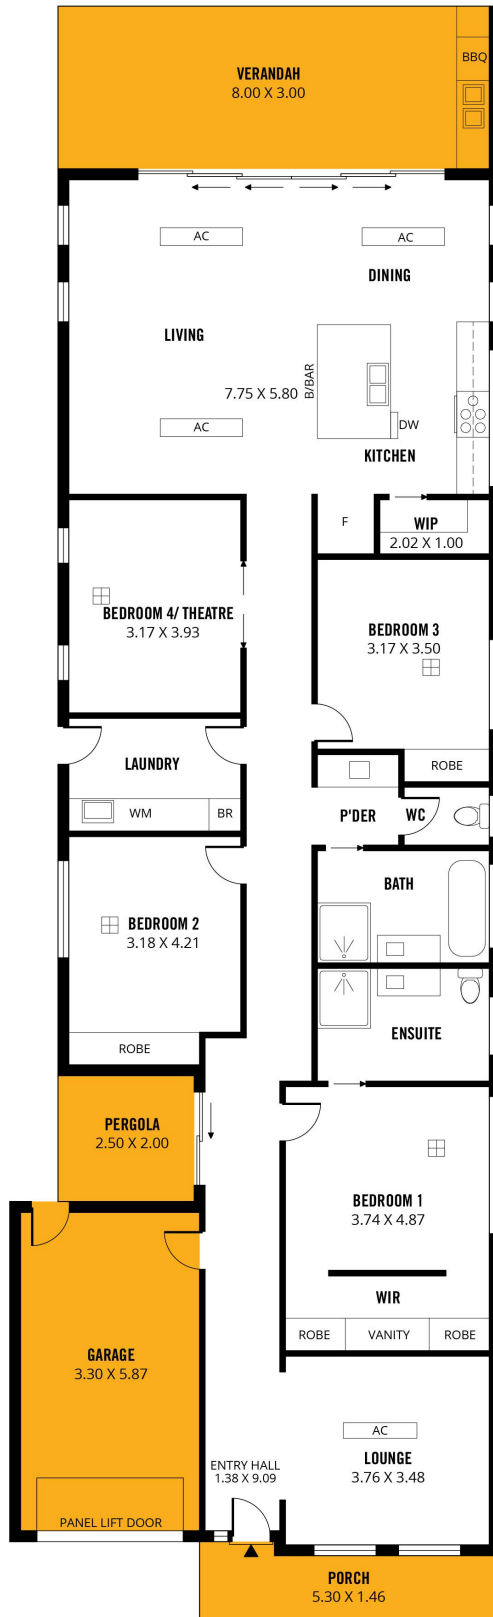 VERANDAH
8.00 X 3.00
BBQ
AC
AC
DINING
LIVING
7.75 X 5.80
B/BAR
AC
DW
KITCHEN
F
WIP
2.02 X 1.00
BEDROOM 4/ THEATRE
3.17 X 3.93
BEDROOM 3
3.17 X 3.50
ROBE
LAUNDRY
WM
BR
P'DER
WC
BATH
BEDROOM 2
3.18 X 4.21
ROBE
ENSUITE
PERGOLA
2.50 X 2.00
BEDROOM 1
3.74 X 4.87
WIR
ROBE
VANITY
ROBE
GARAGE
3.30 X 5.87
AC
LOUNGE
3.76 X 3.48
ENTRY HALL
1.38 X 9.09
PANEL LIFT DOOR
PORCH
5.30 X 1.46